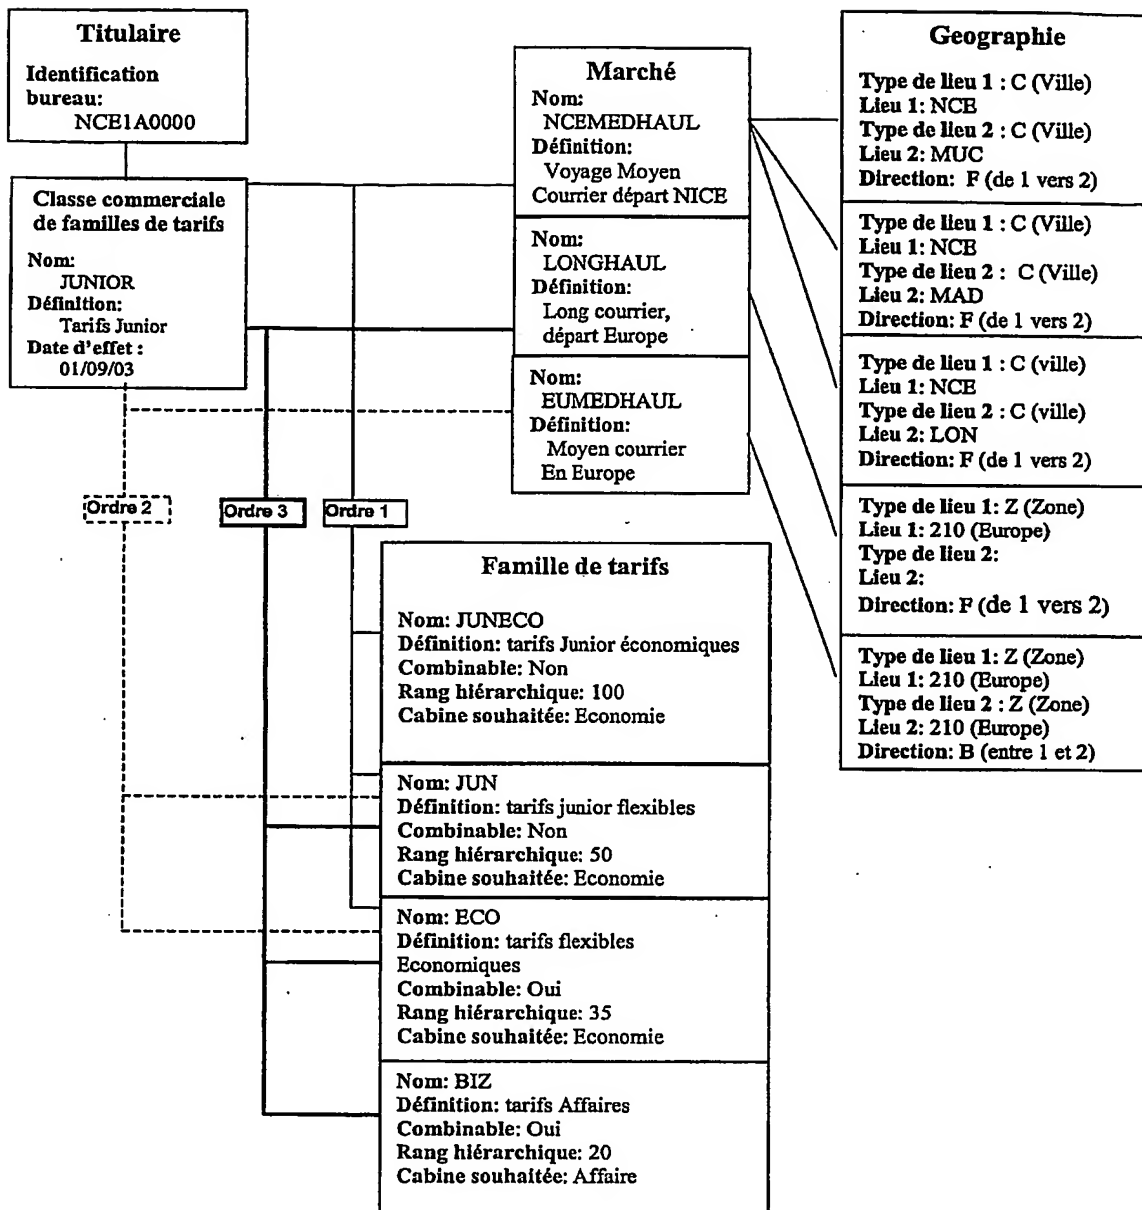 Titulaire
Identification
bureau:
NCE1A0000
Classe commerciale
de familles de tarifs
Nom:
JUNIOR
Définition:
Tarifs Junior
Date d'effet :
01/09/03
Marché
Nom:
NCEMEDHAUL
Définition:
Voyage Moyen
Courrier départ NICE
Nom:
LONGHAUL
Définition:
Long courrier,
départ Europe
Nom:
EUMEDHAUL
Définition:
Moyen courrier
En Europe
Geographie
Type de lieu 1 : C (Ville)
Lieu 1: NCE
Type de lieu 2 : C (Ville)
Lieu 2: MUC
Direction: F (de 1 vers 2)
Type de lieu 1 : C (Ville)
Lieu 1: NCE
Type de lieu 2 : C (Ville)
Lieu 2: MAD
Direction: F (de 1 vers 2)
Type de lieu 1 : C (ville)
Lieu 1: NCE
Type de lieu 2 : C (ville)
Lieu 2: LON
Direction: F (de 1 vers 2)
Type de lieu 1: Z (Zone)
Lieu 1: 210 (Europe)
Type de lieu 2:
Lieu 2:
Direction: F (de 1 vers 2)
Type de lieu 1: Z (Zone)
Lieu 1: 210 (Europe)
Type de lieu 2 : Z (Zone)
Lieu 2: 210 (Europe)
Direction: B (entre 1 et 2)
Ordre 2
Ordre 3
Ordre 1
Famille de tarifs
Nom: JUNECO
Définition: tarifs Junior économiques
Combinable: Non
Rang hiérarchique: 100
Cabine souhaitée: Economie
Nom: JUN
Définition: tarifs junior flexibles
Combinable: Non
Rang hiérarchique: 50
Cabine souhaitée: Economie
Nom: ECO
Définition: tarifs flexibles
Economiques
Combinable: Oui
Rang hiérarchique: 35
Cabine souhaitée: Economie
Nom: BIZ
Définition: tarifs Affaires
Combinable: Oui
Rang hiérarchique: 20
Cabine souhaitée: Affaire